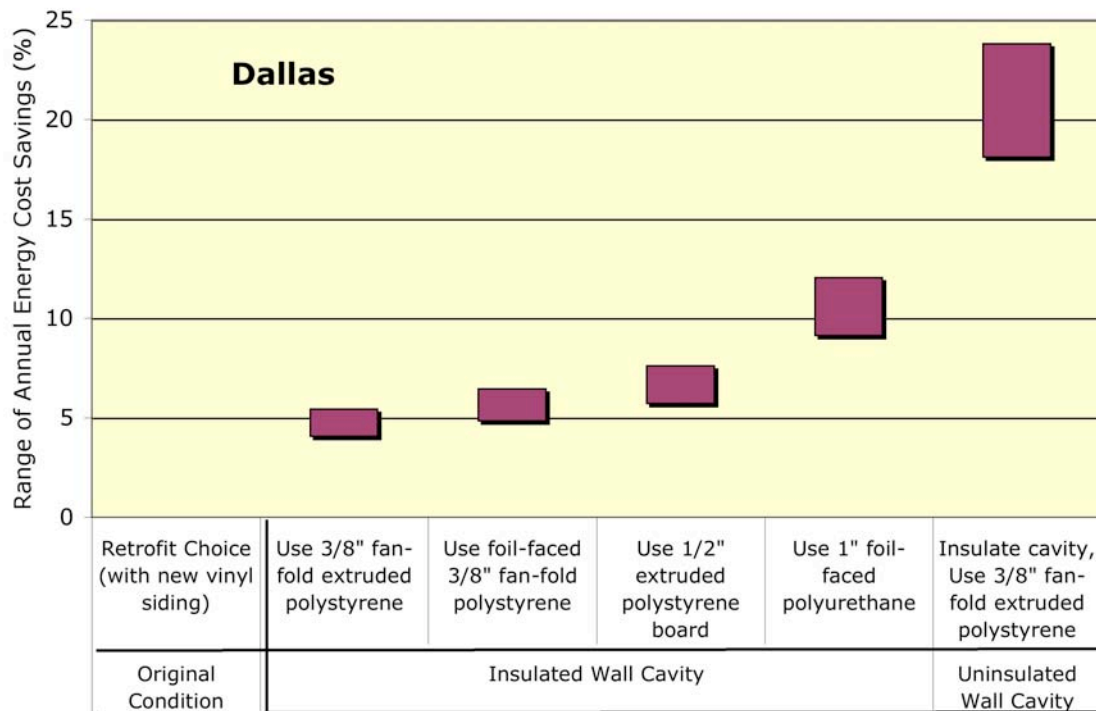 Range of Annual Energy Cost Savings (%)
25
20
15
10
5
0
Dallas
Retrofit Choice
(with new vinyl
siding)
Use 3/8" fan-
fold extruded
polystyrene
Use foil-faced
3/8" fan-fold
polystyrene
Use 1/2"
extruded
polystyrene
board
Use 1" foil-
faced
polyurethane
Insulate cavity,
Use 3/8" fan-
fold extruded
polystyrene
Original
Condition
Insulated Wall Cavity
Uninsulated
Wall Cavity